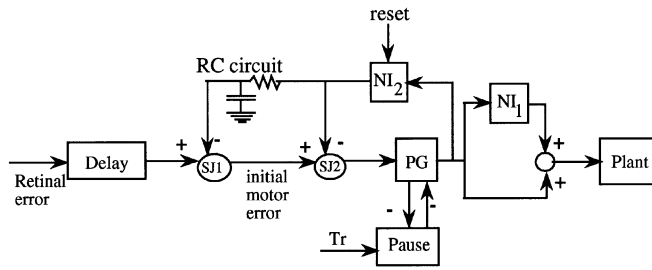 reset
RC circuit
NI2
NI1
+
-
+
-
+
Retinal
error
Delay
SJ1
initial
motor
error
SJ2
PG
+
Plant
-
-
Tr
Pause